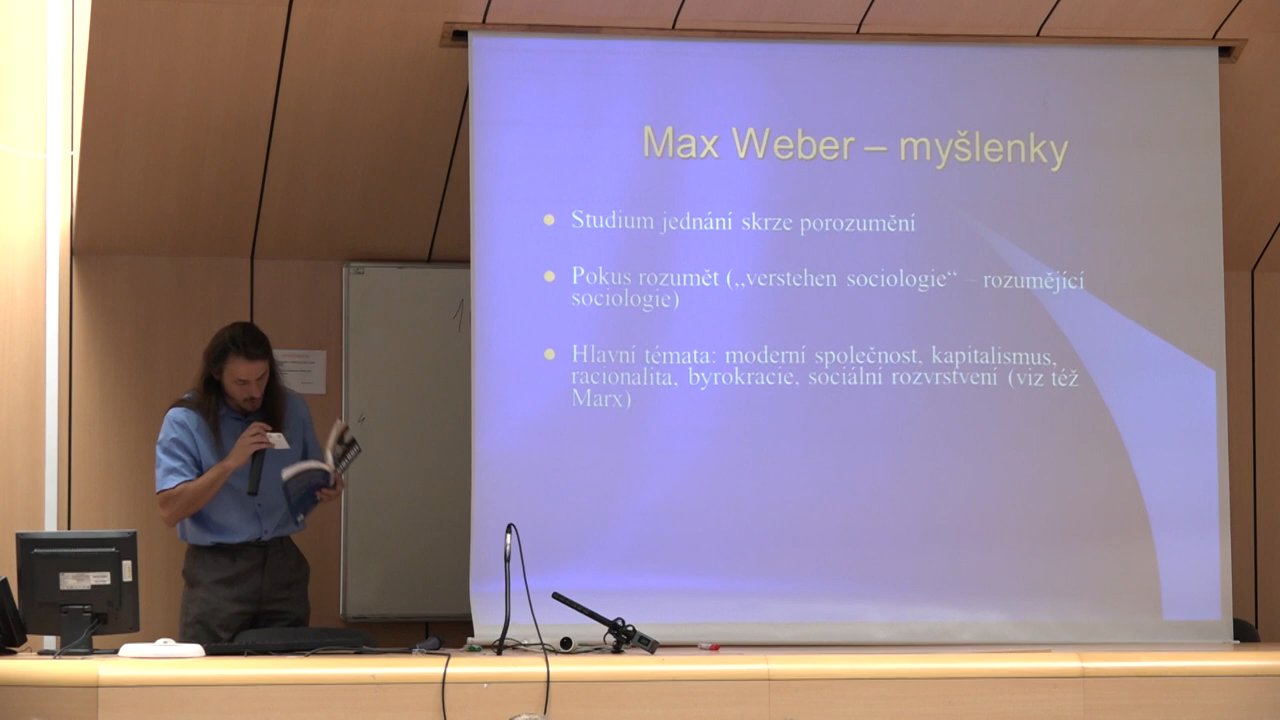 Max Weber – myšlenky
Studium jednání skrze porozumění
Pokus rozumět („verstehen sociologie“ – rozumějící
sociologie)
Hlavní témata: moderní společnost, kapitalismus,
racionalita, byrokracie, sociální rozvrstvení (viz též
Marx)